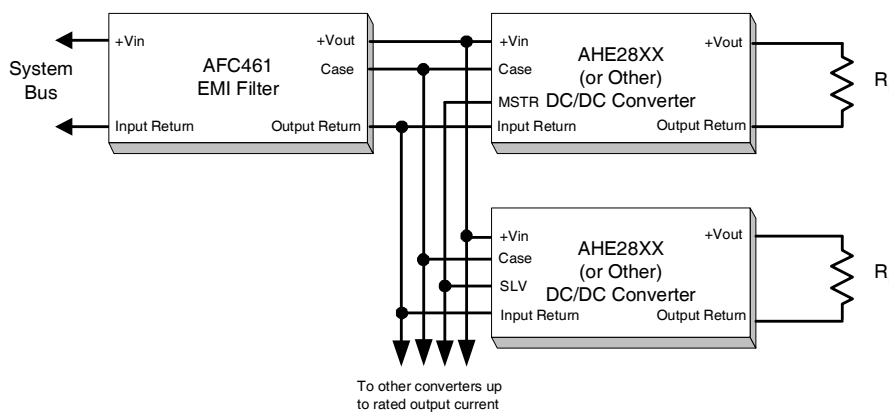 System
Bus
+Vin
+Vout
AFC461
EMI Filter
Case
Input Return
Output Return
+Vin
Case
MSTR
Input Return
AHE28XX
(or Other)
DC/DC Converter
+Vout
Output Return
R
+Vin
Case
SLV
Input Return
AHE28XX
(or Other)
DC/DC Converter
+Vout
Output Return
R
To other converters up
to rated output current